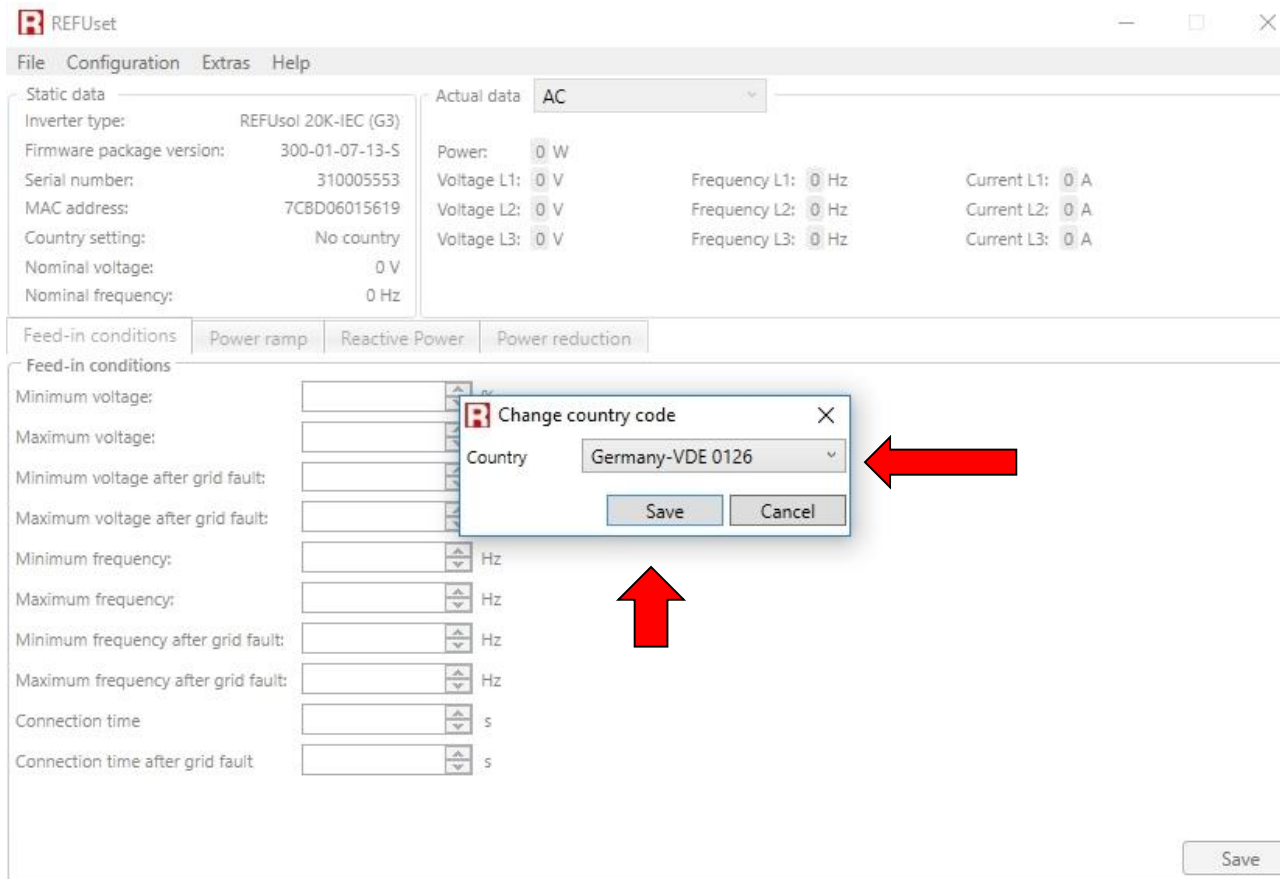 REFUset
File Configuration Extras Help
Static data
Inverter type: REFUsol 20K-IEC (G3)
Firmware package version: 300-01-07-13-S
Serial number: 310005553
MAC address: 7CBD06015619
Country setting: No country
Nominal voltage: 0 V
Nominal frequency: 0 Hz
Actual data AC
Power: 0 W
Voltage L1: 0 V Frequency L1: 0 Hz Current L1: 0 A
Voltage L2: 0 V Frequency L2: 0 Hz Current L2: 0 A
Voltage L3: 0 V Frequency L3: 0 Hz Current L3: 0 A
Feed-in conditions Power ramp Reactive Power Power reduction
Feed-in conditions
Minimum voltage:
Maximum voltage:
Minimum voltage after grid fault:
Maximum voltage after grid fault:
Minimum frequency: Hz
Maximum frequency: Hz
Minimum frequency after grid fault: Hz
Maximum frequency after grid fault: Hz
Connection time s
Connection time after grid fault s
R Change country code
Country Germany-VDE 0126
Save Cancel
Save